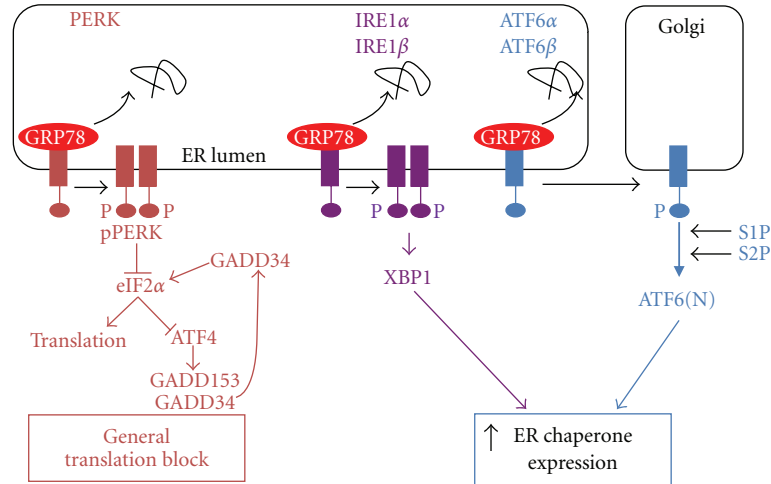 PERK
IRE1α
IRE1β
ATF6α
ATF6β
Golgi
GRP78
GRP78
GRP78
ER lumen
P
P
P
P
P
pPERK
S1P
S2P
GADD34
eIF2α
XBP1
ATF6(N)
Translation
ATF4
GADD153
GADD34
General
translation block
ER chaperone
expression